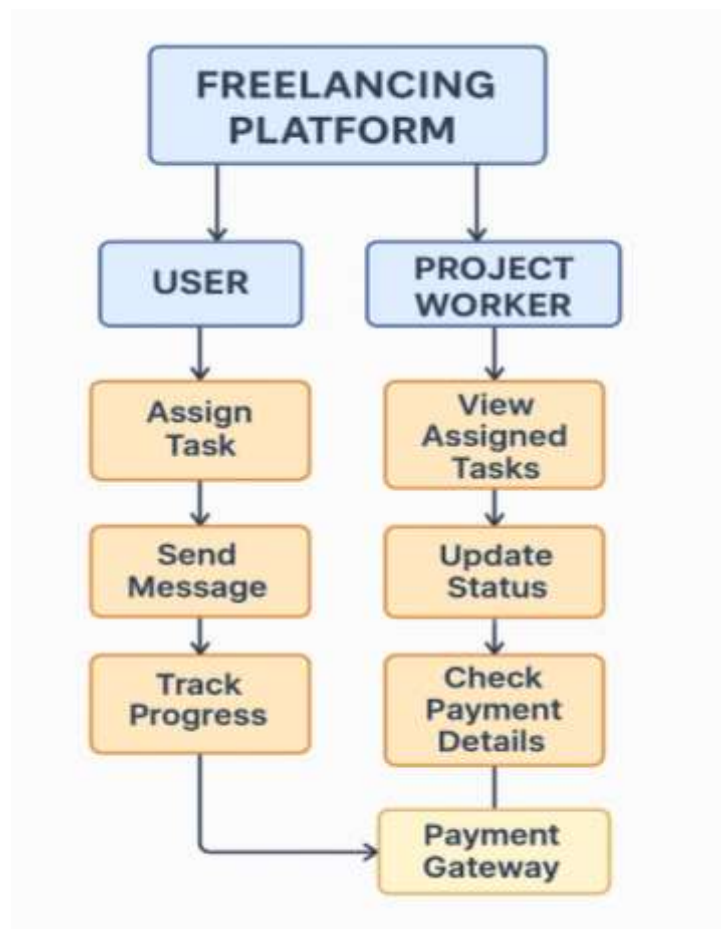 FREELANCING
PLATFORM
USER
PROJECT
WORKER
Assign
Task
View
Assigned
Tasks
Send
Message
Update
Status
Track
Progress
Check
Payment
Details
Payment
Gateway